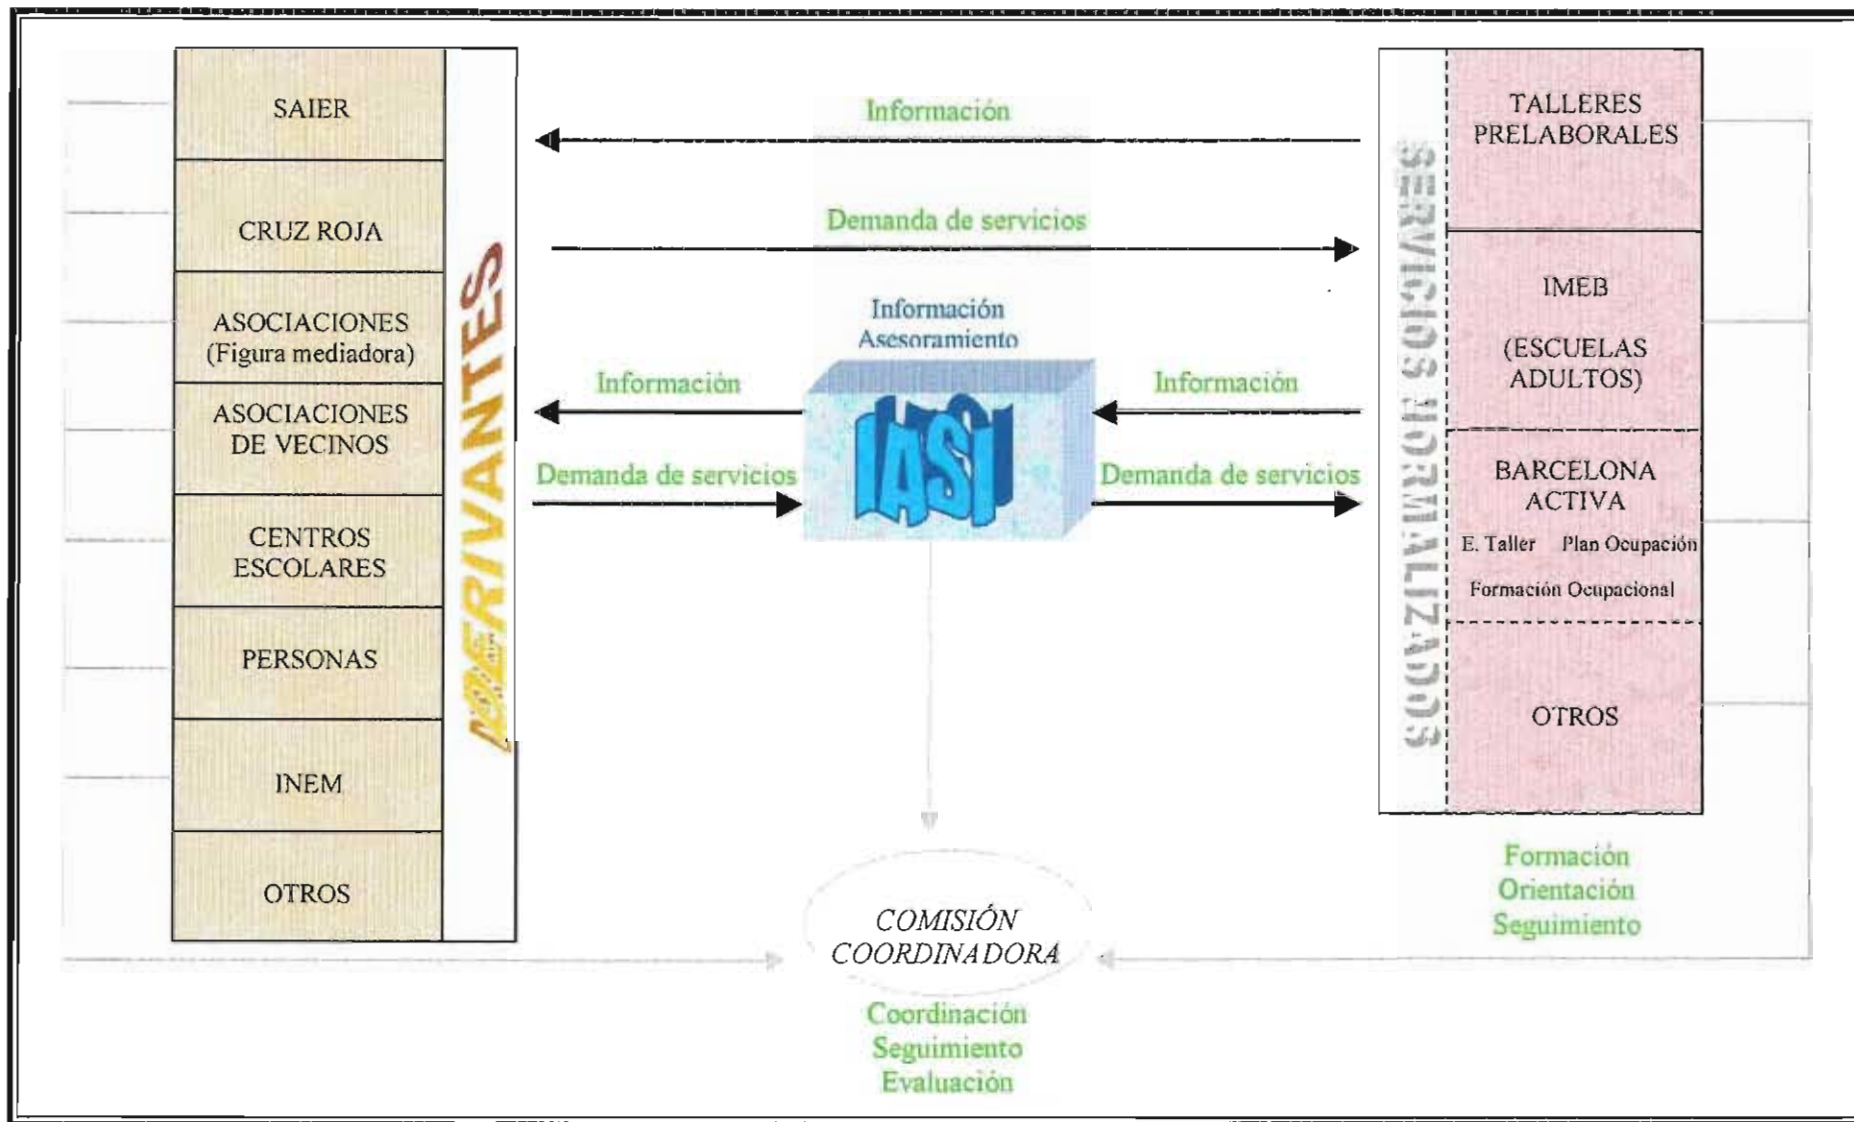 SAIER
CRUZ ROJA
ASOCIACIONES
(Figura mediadora)
ASOCIACIONES
DE VECINOS
CENTROS
ESCOLARES
PERSONAS
INEM
OTROS
DERIVANTES
Información
Demanda de servicios
Información
Asesoramiento
Información
Demanda de servicios
IASI
Información
Demanda de servicios
COMISIÓN
COORDINADORA
Coordinación
Seguimiento
Evaluación
SERVICIOS NORMALIZADOS
TALLERES
PRELABORALES
IMEB
(ESCUELAS
ADULTOS)
BARCELONA
ACTIVA
E. Taller Plan Ocupación
Formación Ocupacional
OTROS
Formación
Orientación
Seguimiento